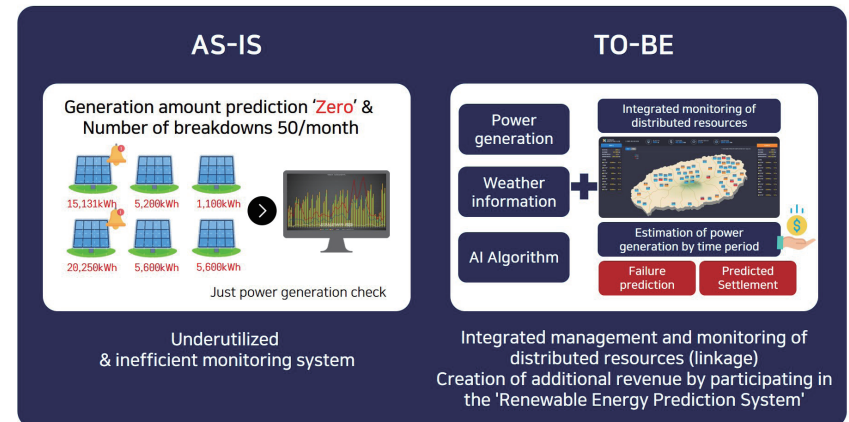 AS-IS
Generation amount prediction ‘Zero’ &
Number of breakdowns 50/month
15,131kWh
5,200kWh
1,100kWh
20,250kWh
5,600kWh
5,600kWh
Just power generation check
Underutilized
& inefficient monitoring system
TO-BE
Power
generation
Weather
information
AI Algorithm
Integrated monitoring of
distributed resources
Estimation of power
generation by time period
Failure
prediction
Predicted
Settlement
Integrated management and monitoring of
distributed resources (linkage)
Creation of additional revenue by participating in
the 'Renewable Energy Prediction System'